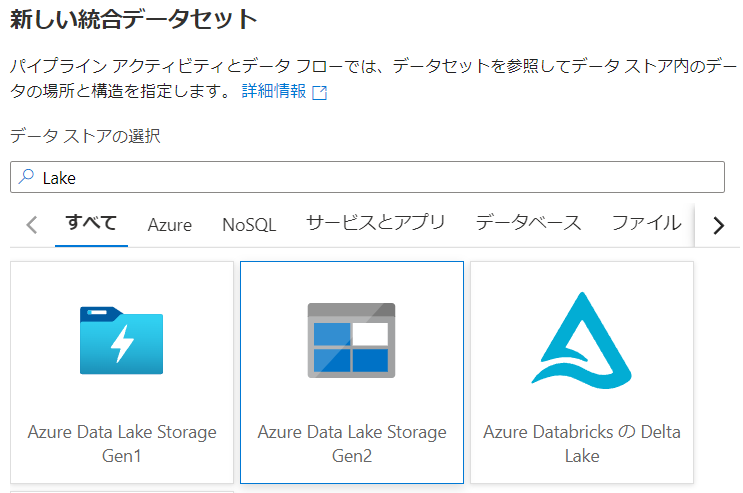 新しい統合データセット
パイプライン アクティビティとデータ フローでは、データセットを参照してデータ ストア内のデー
タの場所と構造を指定します。 詳細情報
データ ストアの選択
Lake
すべて Azure NoSQL サービスとアプリ データベース ファイル
Azure Data Lake Storage
Gen1
Azure Data Lake Storage
Gen2
Azure Databricks の Delta
Lake